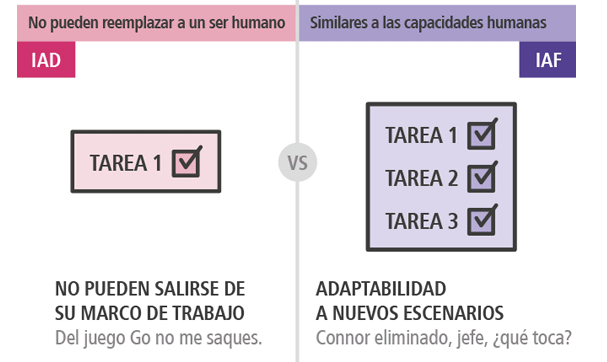 No pueden reemplazar a un ser humano
Similares a las capacidades humanas
IAD
IAF
TAREA 1
VS
TAREA 1
TAREA 2
TAREA 3
NO PUEDEN SALIRSE DE
SU MARCO DE TRABAJO
Del juego Go no me saques.
ADAPTABILIDAD
A NUEVOS ESCENARIOS
Connor eliminado, jefe, ¿qué toca?